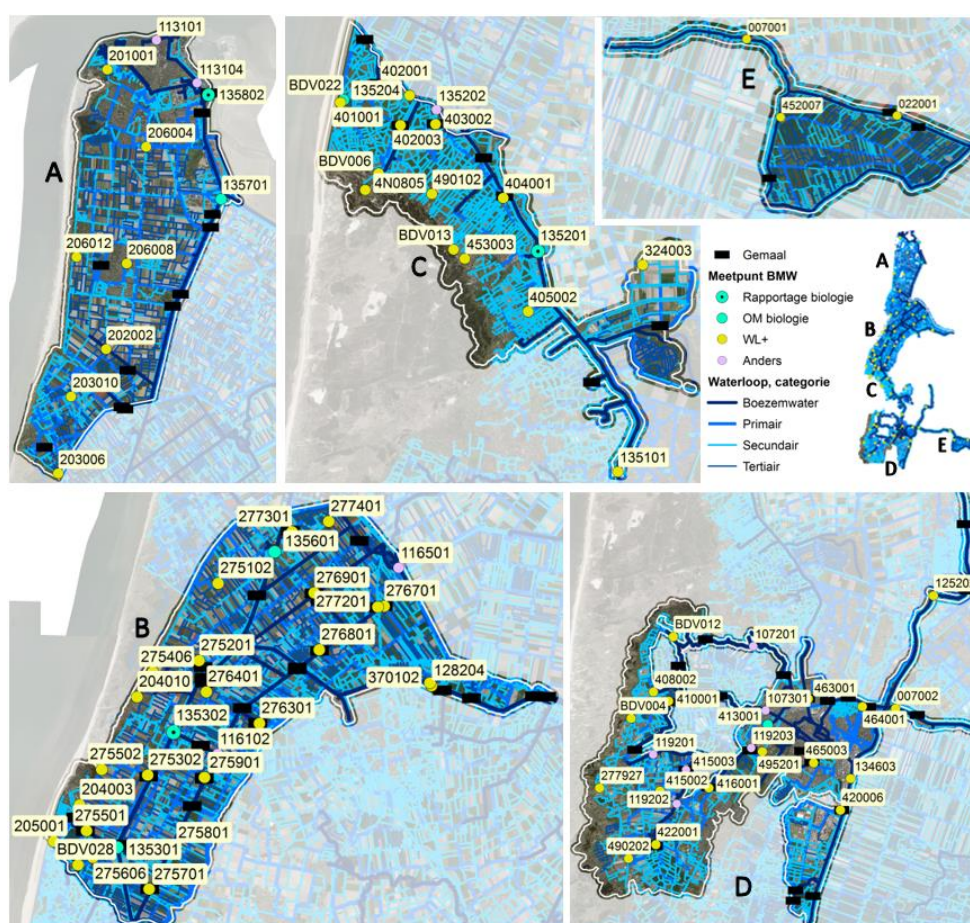 113101
201001
113104
135802
206004
A
135701
206012
206008
202002
203010
203006
402001
BDV022
135204
135202
401001
403002
402003
BDV006
4N0805
490102
404001
BDV013
453003
135201
C
324003
405002
135101
007001
E
452007
022001
Gemaal
Meetpunt BMW
Rapportage biologie
OM biologie
WL+
Anders
Waterloop, categorie
Boezemwater
Primair
Secundair
Tertiair
A
B
C
E
D
277301
277401
135601
116501
275102
276901
277201
276701
B
275201
276801
275406
204010
276401
370102
128204
135302
276301
275502
116102
275302
204003
275901
205001
275501
275801
BDV028
135301
275606
275701
BDV012
107201
408002
107301
463001
007002
BDV004
410001
413001
464001
119201
119203
465003
415003
495201
277927
415002
416001
134603
119202
420006
422001
490202
D